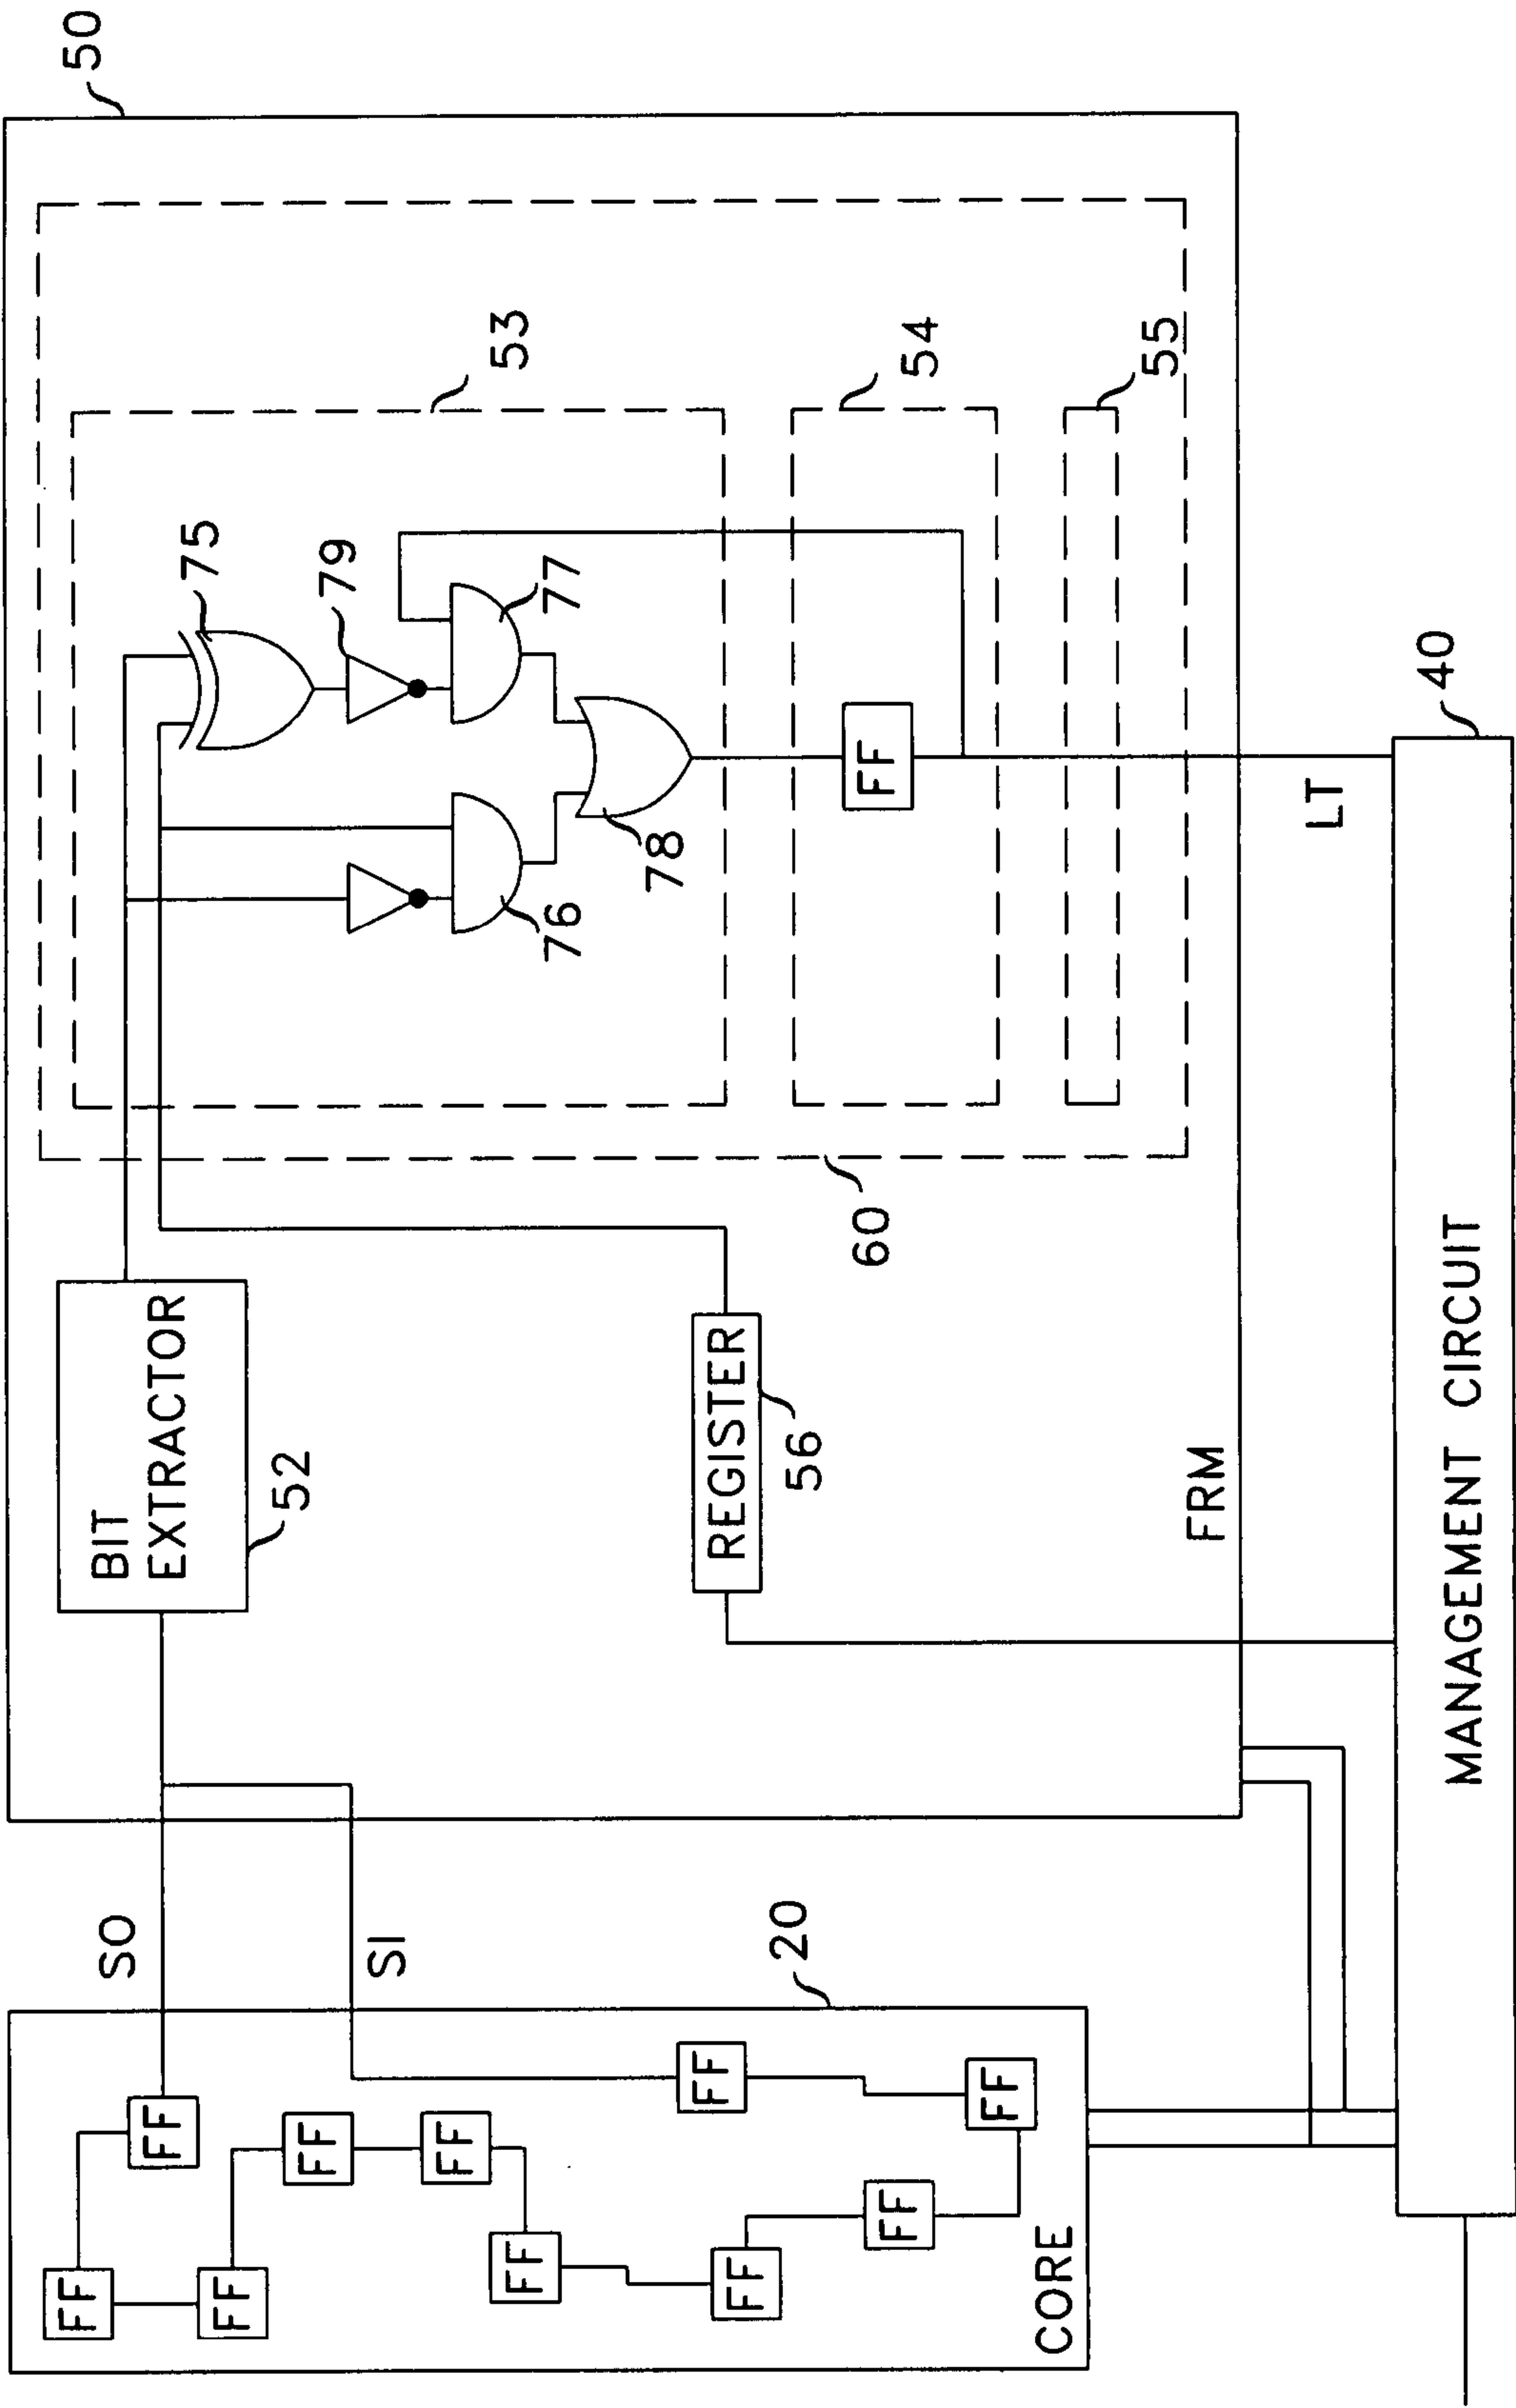 50
BIT
EXTRACTOR
52
SO
SI
20
FF
FF
FF
FF
FF
FF
FF
FF
FF
FF
CORE
REGISTER
56
FRM
60
53
75
79
77
76
78
54
FF
55
LT
40
MANAGEMENT CIRCUIT